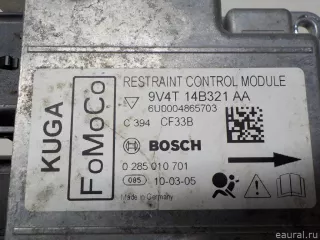 RESTRAINT CONTROL MODULE
9V4T 14B321 AA
6U0004865703
C 394 CF33B
KUGA
FoMoCo
BOSCH
0 285 010 701
085 10-03-05
Made in Germany
eaural.ru